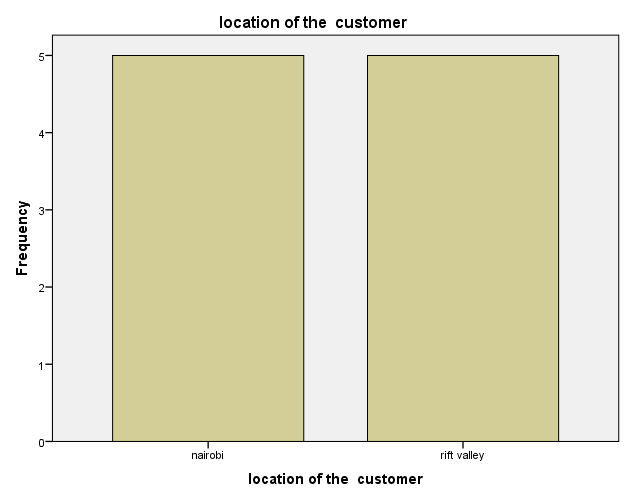 location of the  customer
Frequency
5
4
3
2
1
0
nairobi
rift valley
location of the  customer